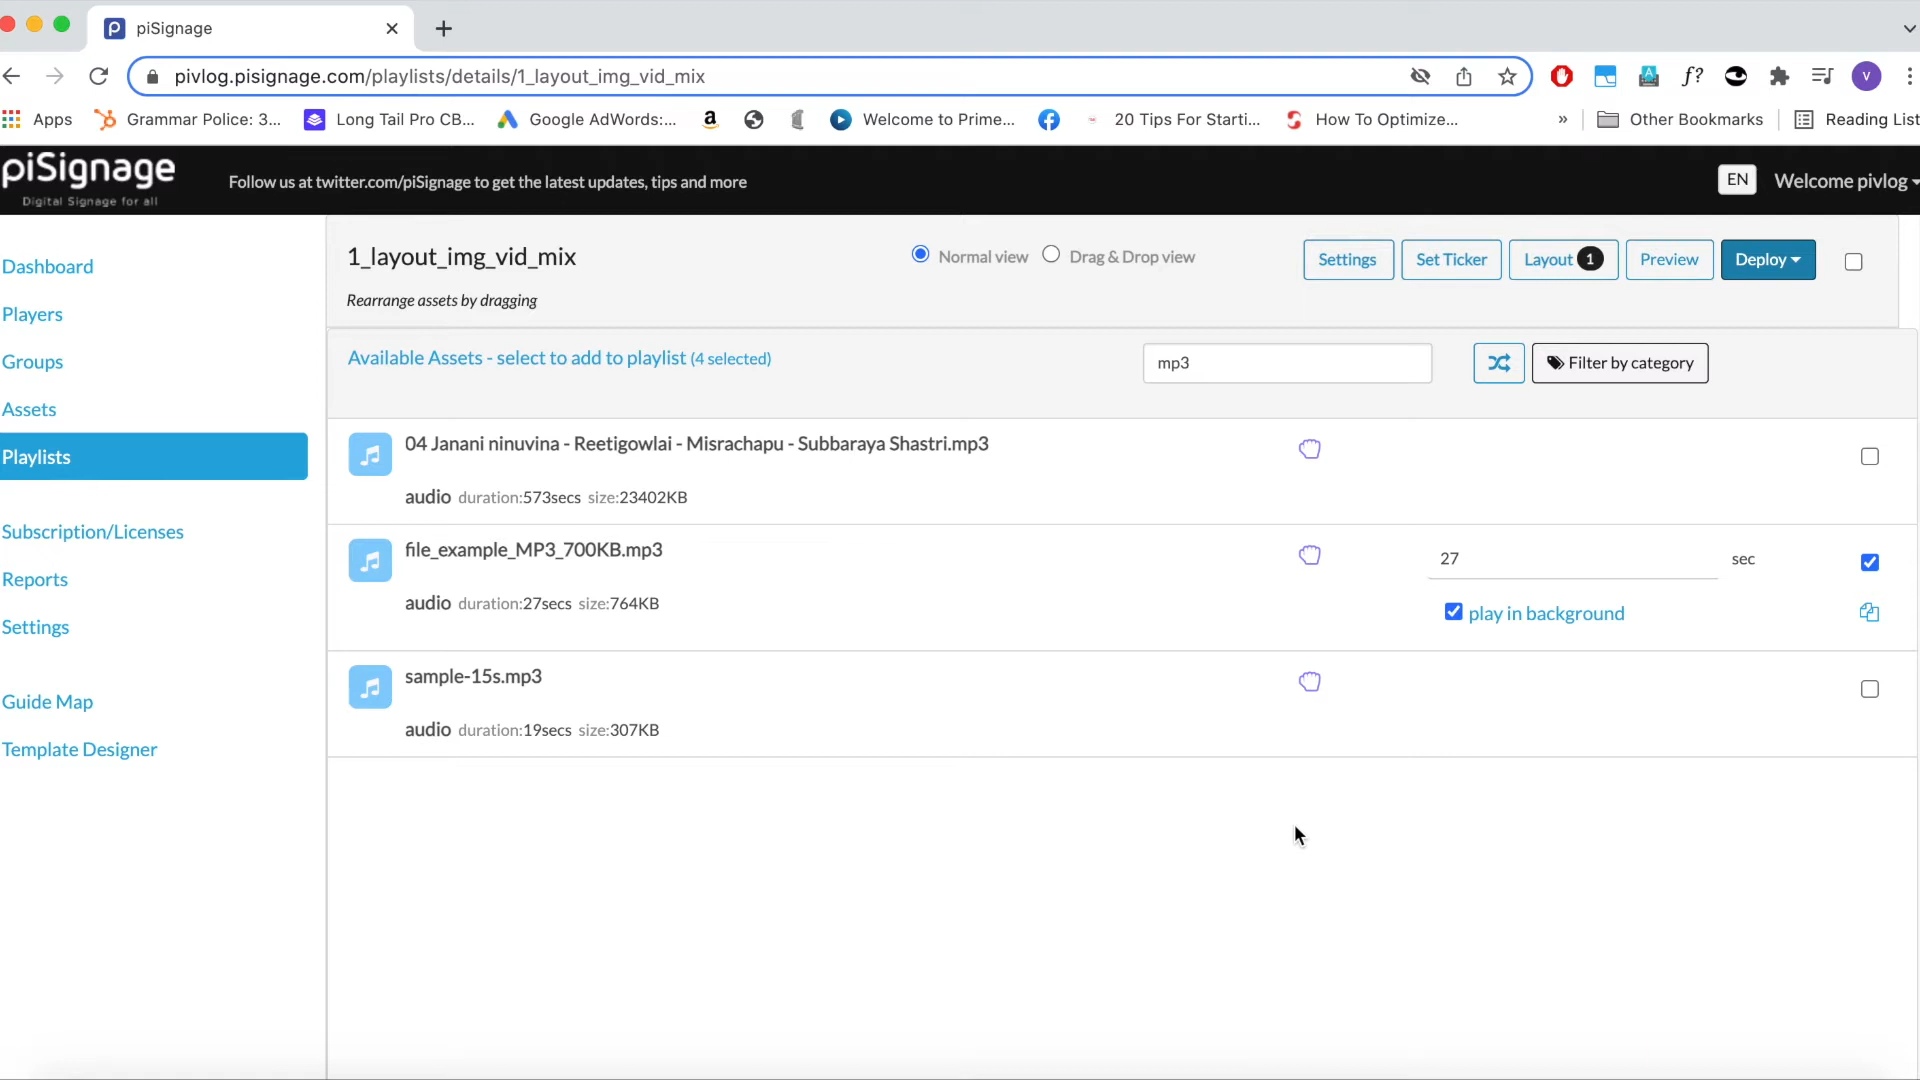 piSignage
pivlog.pisignage.com/playlists/details/1_layout_img_vid_mix
f?
V
Apps
Grammar Police: 3...
Long Tail Pro CB...
Google AdWords:...
Welcome to Prime...
20 Tips For Starti...
How To Optimize...
»
Other Bookmarks
Reading List
piSignage
Digital Signage for all
Follow us at twitter.com/piSignage to get the latest updates, tips and more
EN
Welcome pivlog
Dashboard
Players
Groups
Assets
Playlists
Subscription/Licenses
Reports
Settings
Guide Map
Template Designer
1_layout_img_vid_mix
Normal view
Drag & Drop view
Settings
Set Ticker
Layout 1
Preview
Deploy
Rearrange assets by dragging
Available Assets - select to add to playlist (4 selected)
mp3
Filter by category
04 Janani ninuvina - Reetigowlai - Misrachapu - Subbaraya Shastri.mp3
audio duration:573secs size:23402KB
file_example_MP3_700KB.mp3
27 sec
audio duration:27secs size:764KB
play in background
sample-15s.mp3
audio duration:19secs size:307KB